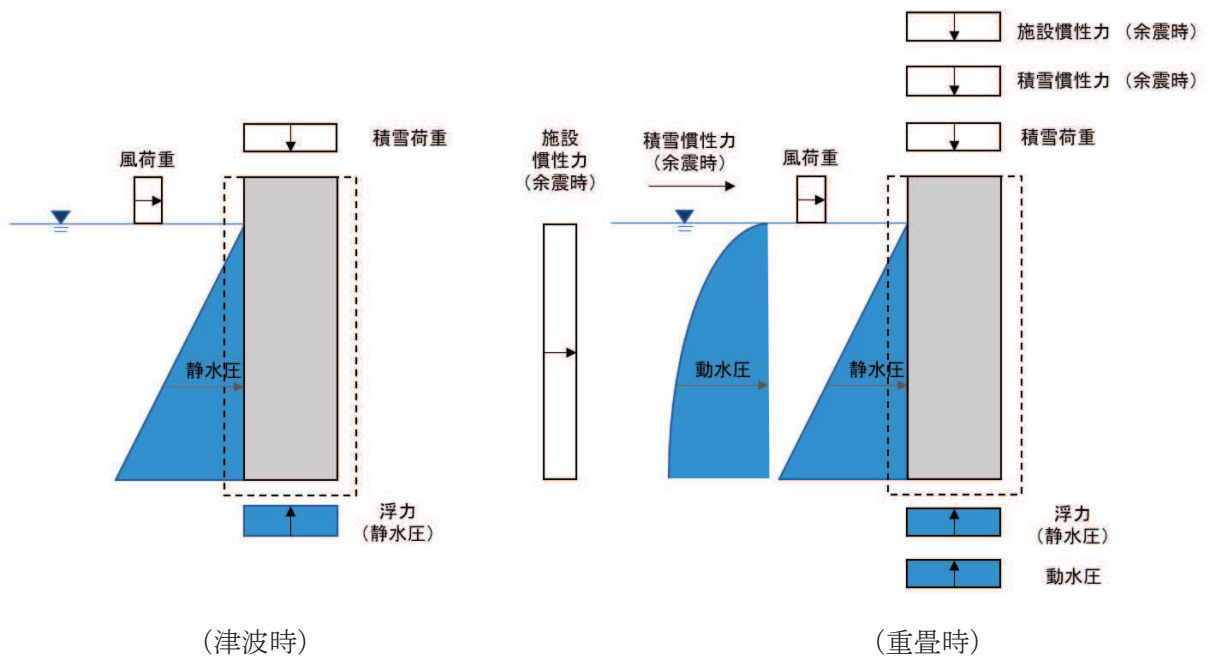 積雪荷重
風荷重
静水圧
浮力
(静水圧)
(津波時)
施設慣性力(余震時)
積雪慣性力(余震時)
積雪荷重
施設
慣性力
(余震時)
積雪慣性力
(余震時)
風荷重
動水圧
静水圧
浮力
(静水圧)
動水圧
(重畳時)